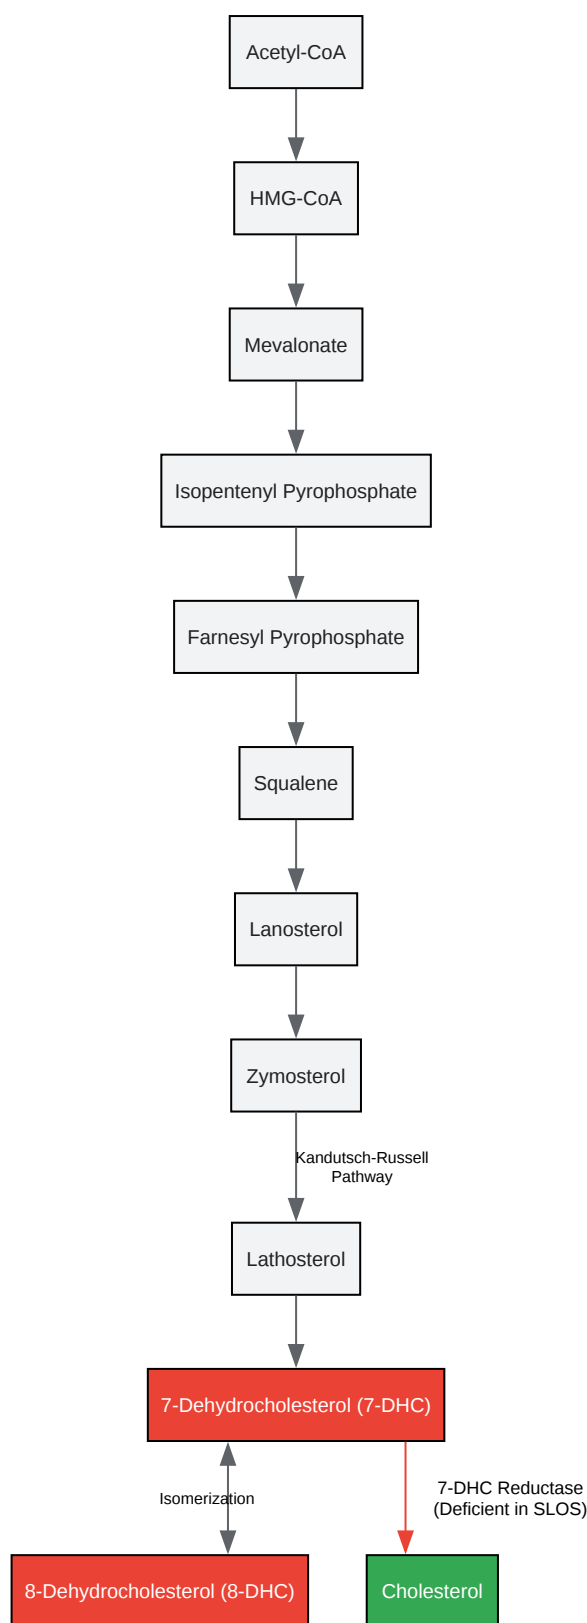 Acetyl-CoA
HMG-CoA
Mevalonate
Isopentenyl Pyrophosphate
Farnesyl Pyrophosphate
Squalene
Lanosterol
Zymosterol
Kandutsch-Russell
Pathway
Lathosterol
7-Dehydrocholesterol (7-DHC)
Isomerization
7-DHC Reductase
(Deficient in SLOS)
8-Dehydrocholesterol (8-DHC)
Cholesterol